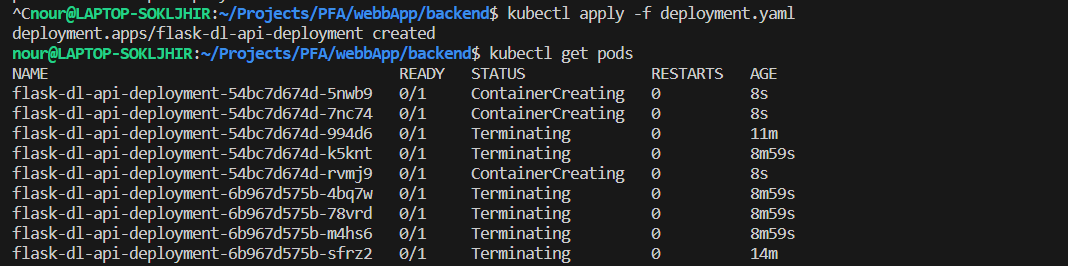 ^Cnour@LAPTOP-SOKLJHIR:~/Projects/PFA/webbApp/backend$ kubectl apply -f deployment.yaml
deployment.apps/flask-dl-api-deployment created
nour@LAPTOP-SOKLJHIR:~/Projects/PFA/webbApp/backend$ kubectl get pods
NAME READY STATUS RESTARTS AGE
flask-dl-api-deployment-54bc7d674d-5nwb9 0/1 ContainerCreating 0 8s
flask-dl-api-deployment-54bc7d674d-7nc74 0/1 ContainerCreating 0 8s
flask-dl-api-deployment-54bc7d674d-994d6 0/1 Terminating 0 11m
flask-dl-api-deployment-54bc7d674d-k5knt 0/1 Terminating 0 8m59s
flask-dl-api-deployment-54bc7d674d-rvmj9 0/1 ContainerCreating 0 8s
flask-dl-api-deployment-6b967d575b-4bq7w 0/1 Terminating 0 8m59s
flask-dl-api-deployment-6b967d575b-78vrd 0/1 Terminating 0 8m59s
flask-dl-api-deployment-6b967d575b-m4hs6 0/1 Terminating 0 8m59s
flask-dl-api-deployment-6b967d575b-sfrz2 0/1 Terminating 0 14m